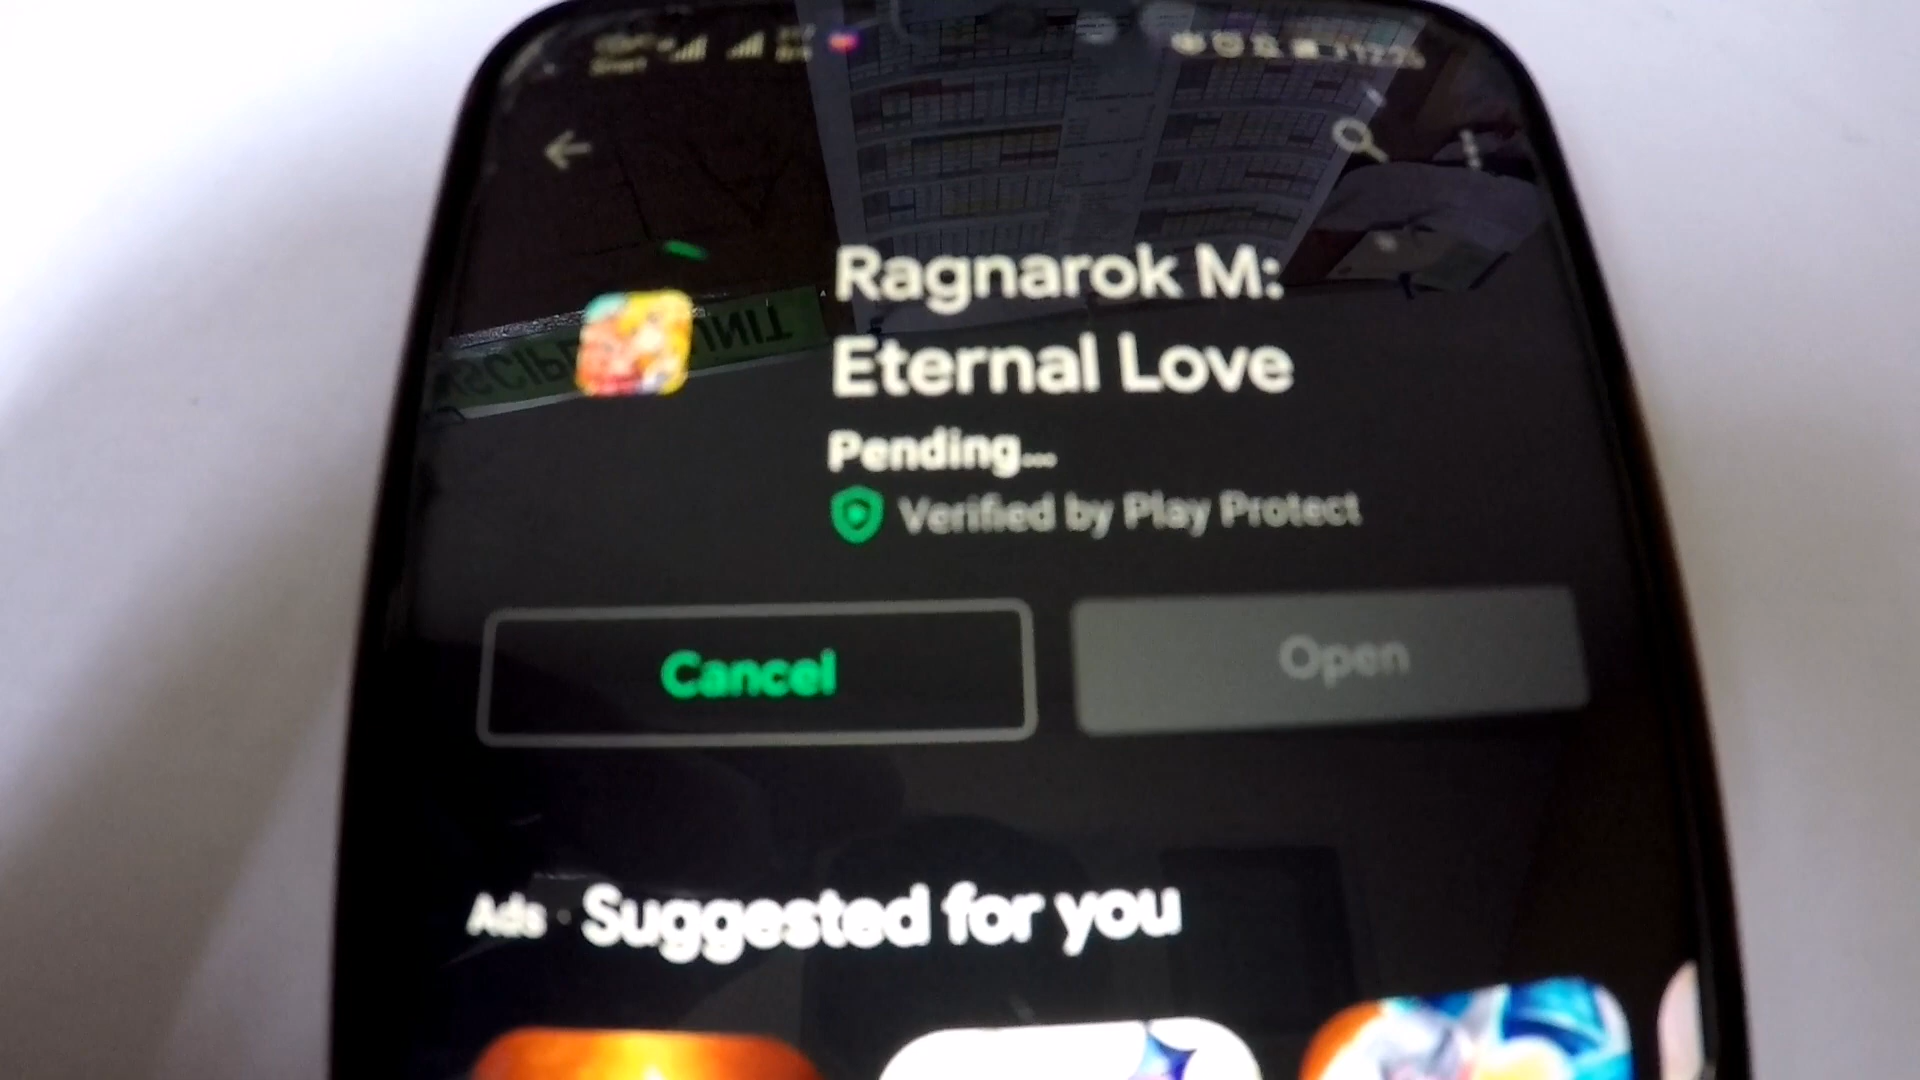 Ragnarok M:
Eternal Love
Pending...
Verified by Play Protect
Cancel
Open
Ads · Suggested for you